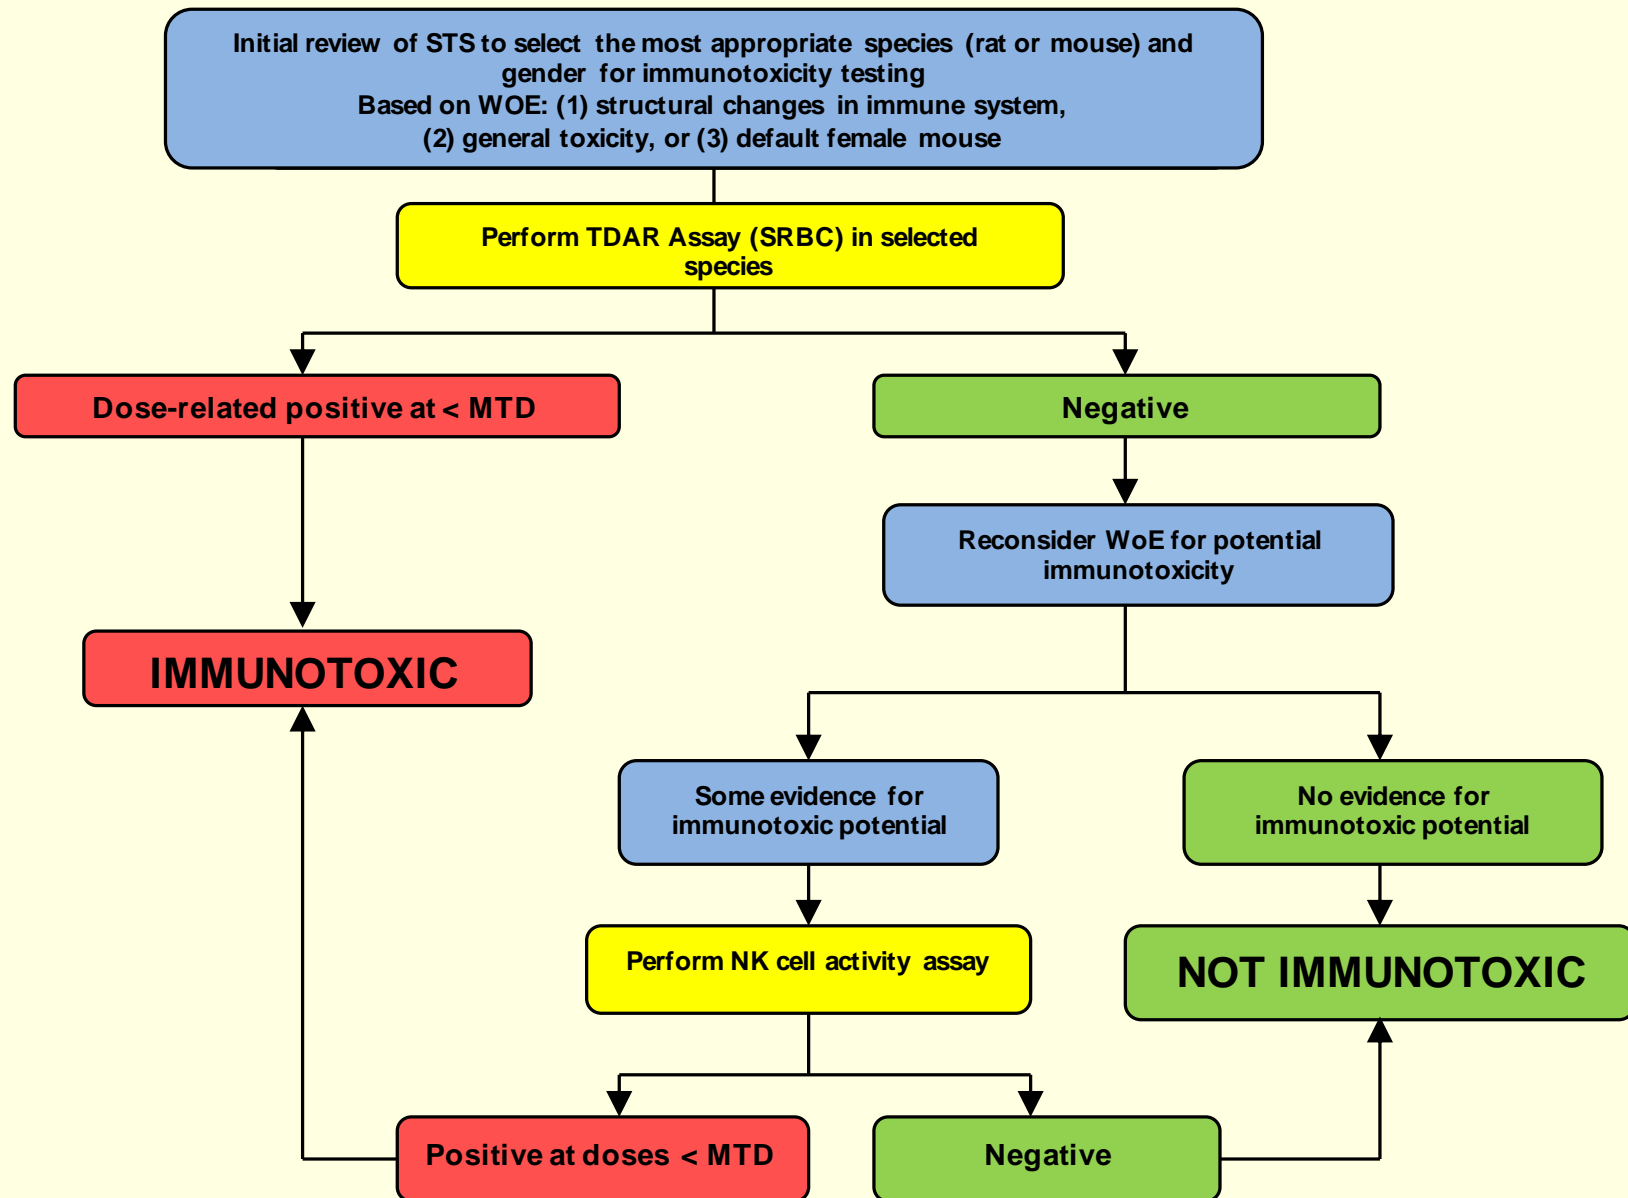 Initial review of STS to select the most appropriate species (rat or mouse) and
gender for immunotoxicity testing
Based on WOE: (1) structural changes in immune system,
(2) general toxicity, or (3) default female mouse
Perform TDAR Assay (SRBC) in selected
species
Dose-related positive at < MTD
Negative
Reconsider WoE for potential
immunotoxicity
IMMUNOTOXIC
Some evidence for
immunotoxic potential
No evidence for
immunotoxic potential
Perform NK cell activity assay
NOT IMMUNOTOXIC
Positive at doses < MTD
Negative